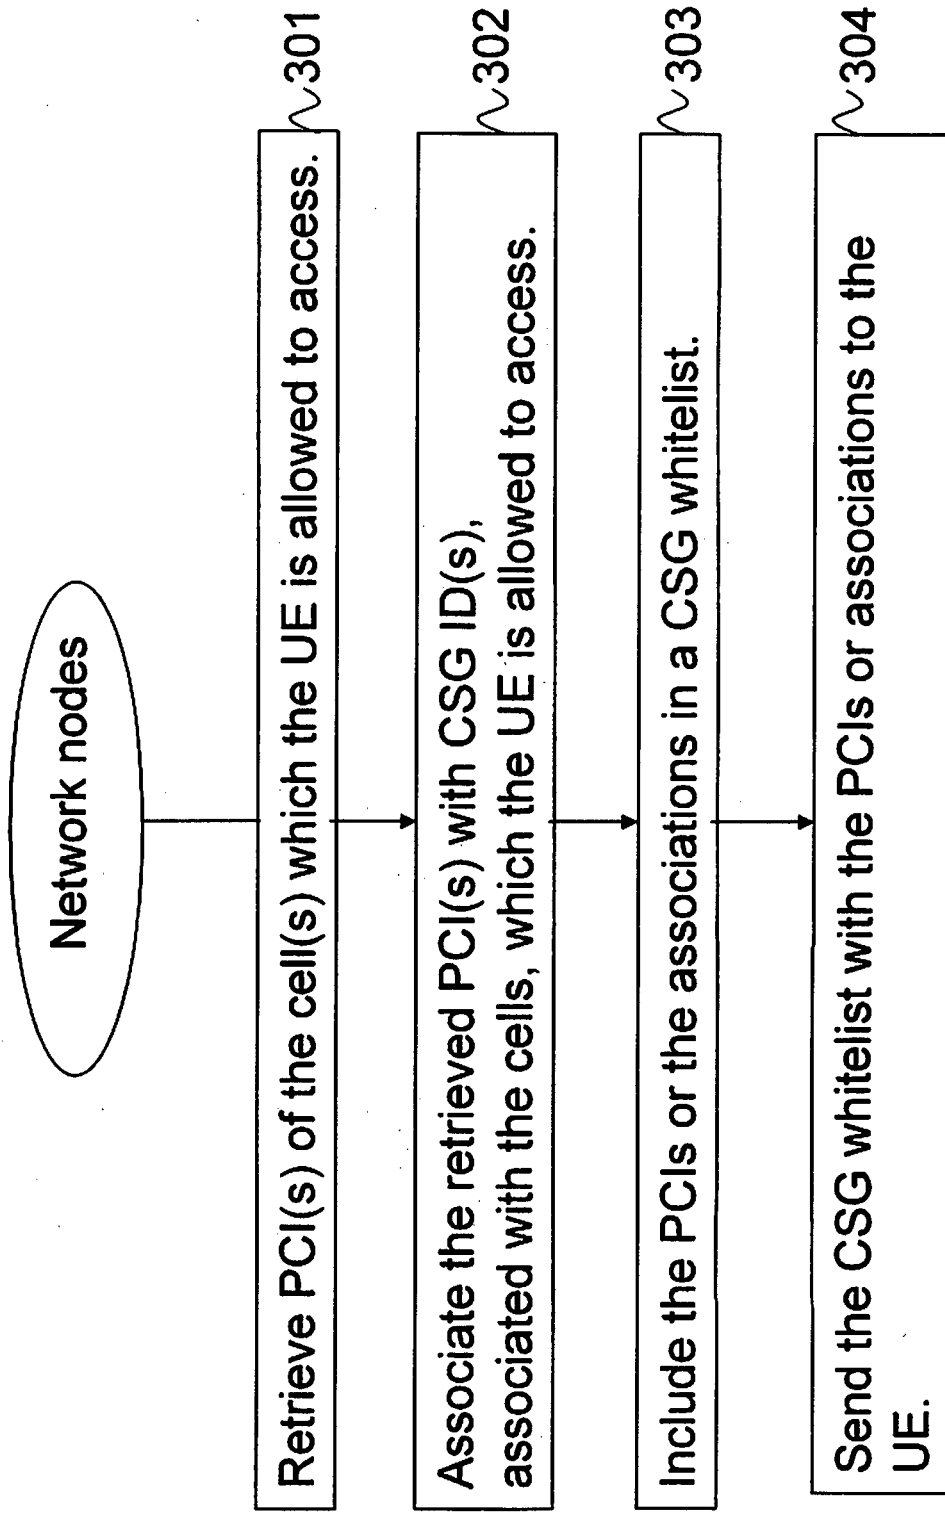 Network nodes
Retrieve PCI(s) of the cell(s) which the UE is allowed to access.
301
Associate the retrieved PCI(s) with CSG ID(s),
associated with the cells, which the UE is allowed to access.
302
Include the PCIs or the associations in a CSG whitelist.
303
Send the CSG whitelist with the PCIs or associations to the
UE.
304